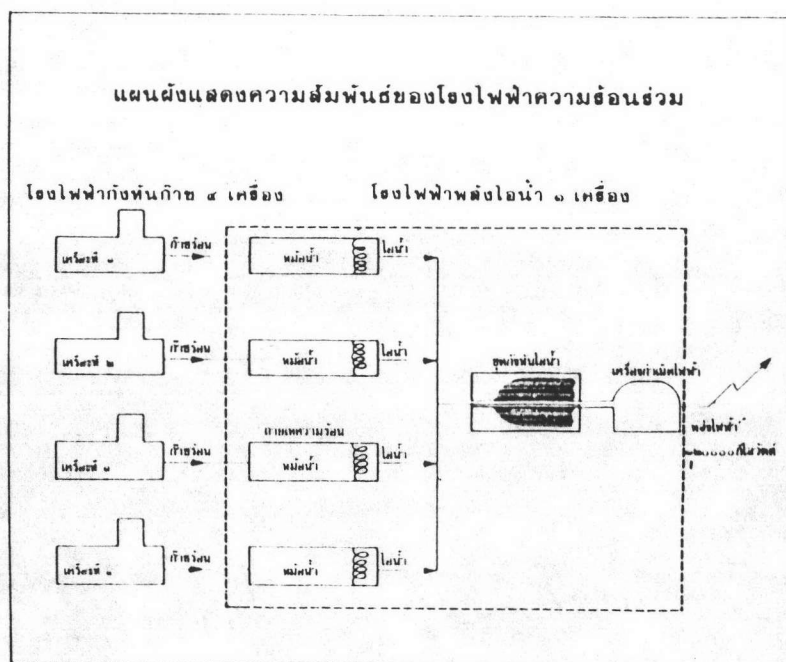 แผนผังแสดงความสัมพันธ์ของโรงไฟฟ้าความร้อนร่วม
โรงไฟฟ้ากังหันก๊าซ ๔ เครื่อง
โรงไฟฟ้าพลังไอน้ำ ๑ เครื่อง
เครื่องที่ ๑
ก๊าซร้อน
หม้อน้ำ
ไอน้ำ
เครื่องที่ ๒
ก๊าซร้อน
หม้อน้ำ
ไอน้ำ
ชุดกังหันไอน้ำ
เครื่องกำเนิดไฟฟ้า
พลังไฟฟ้า
กิโลวัตต์
เครื่องที่
ก๊าซร้อน
ถ่ายเทความร้อน
หม้อน้ำ
ไอน้ำ
เครื่องที่
ก๊าซร้อน
หม้อน้ำ
ไอน้ำ